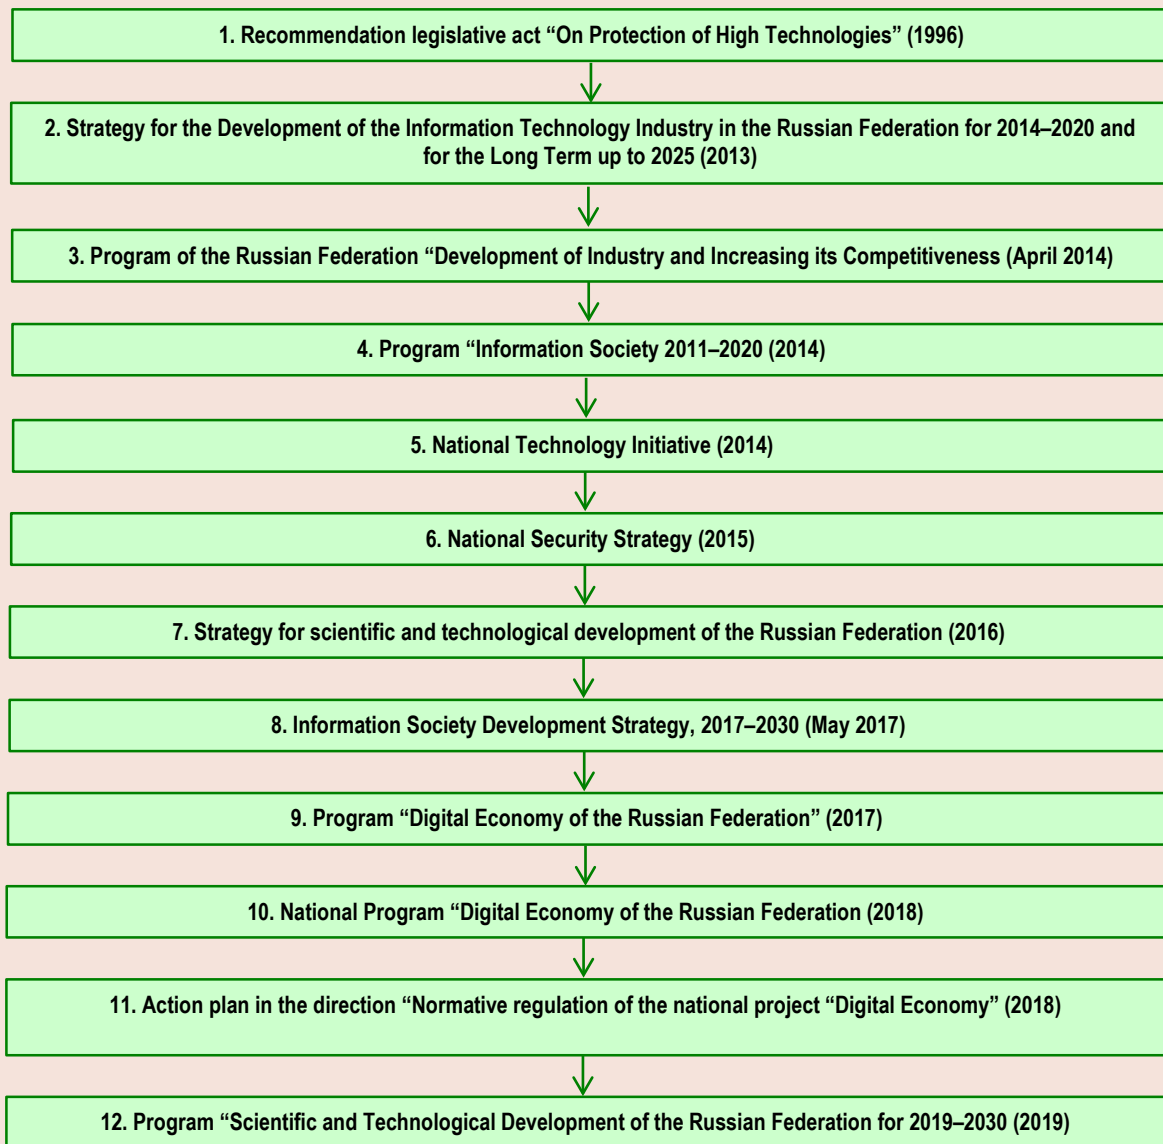 1. Recommendation legislative act “On Protection of High Technologies” (1996)
2. Strategy for the Development of the Information Technology Industry in the Russian Federation for 2014–2020 and
for the Long Term up to 2025 (2013)
3. Program of the Russian Federation “Development of Industry and Increasing its Competitiveness (April 2014)
4. Program “Information Society 2011–2020 (2014)
5. National Technology Initiative (2014)
6. National Security Strategy (2015)
7. Strategy for scientific and technological development of the Russian Federation (2016)
8. Information Society Development Strategy, 2017–2030 (May 2017)
9. Program “Digital Economy of the Russian Federation” (2017)
10. National Program “Digital Economy of the Russian Federation (2018)
11. Action plan in the direction “Normative regulation of the national project “Digital Economy” (2018)
12. Program “Scientific and Technological Development of the Russian Federation for 2019–2030 (2019)